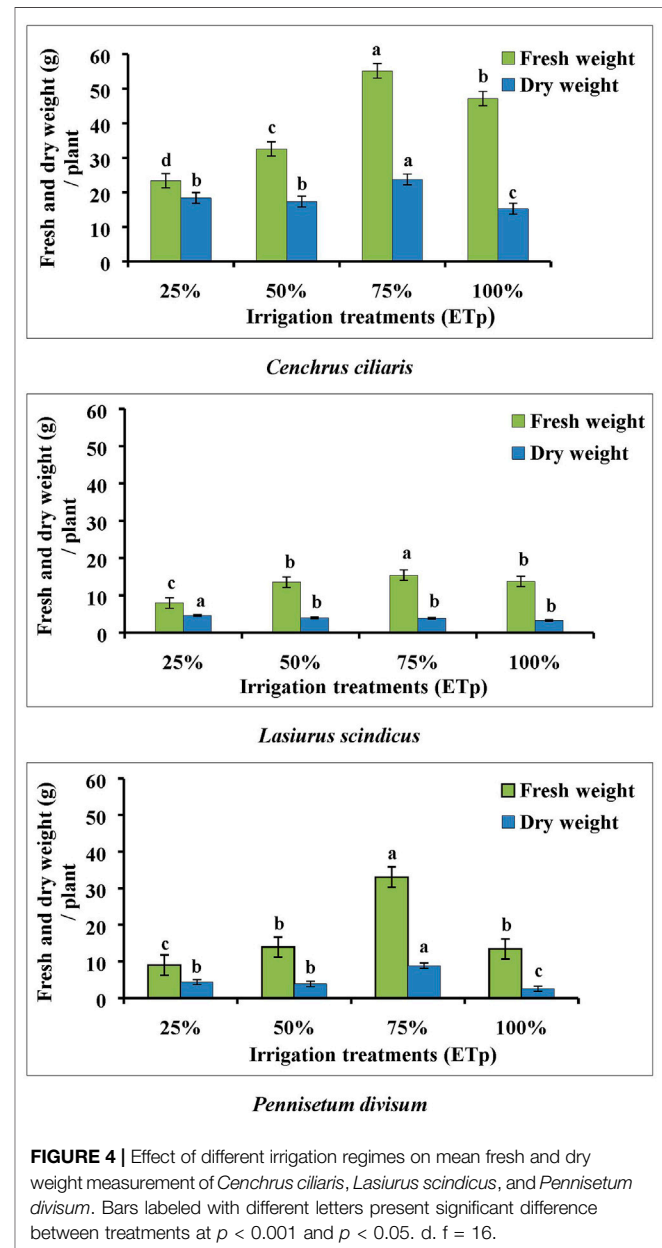 Fresh and dry weight (g)
/ plant
60
50
40
30
20
10
0
Fresh weight
Dry weight
d
b
c
b
a
a
b
c
25% 50% 75% 100%
Irrigation treatments (ETp)
Cenchrus ciliaris
Fresh and dry weight (g)
/ plant
60
50
40
30
20
10
0
Fresh weight
Dry weight
c
a
b
b
a
b
b
b
25% 50% 75% 100%
Irrigation treatments (ETp)
Lasiurus scindicus
Fresh and dry weight (g)
/ plant
60
50
40
30
20
10
0
Fresh weight
Dry weight
c
b
b
b
a
a
b
c
25% 50% 75% 100%
Irrigation treatments (ETp)
Pennisetum divisum
FIGURE 4 | Effect of different irrigation regimes on mean fresh and dry
weight measurement of Cenchrus ciliaris, Lasiurus scindicus, and Pennisetum
divisum. Bars labeled with different letters present significant difference
between treatments at p < 0.001 and p < 0.05. d. f = 16.